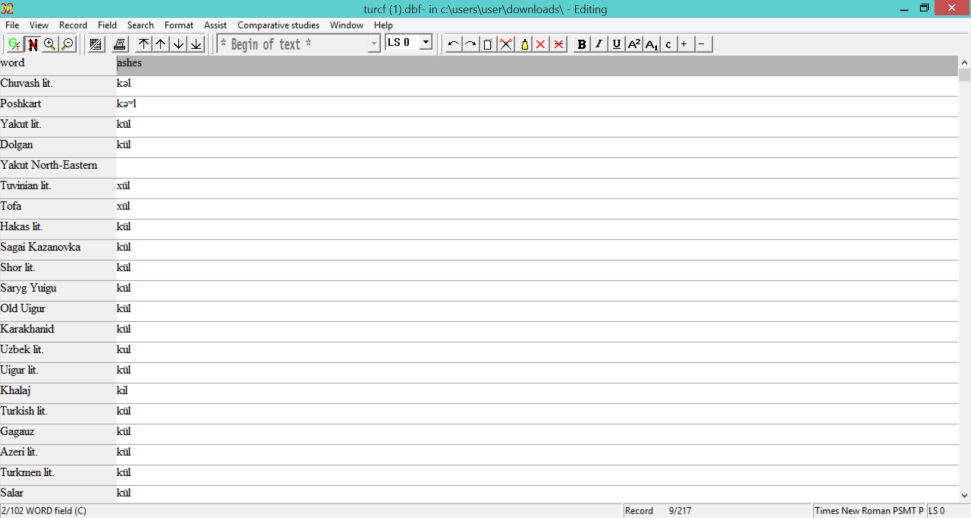 32 turcf (1).dbf- in c:\users\user\downloads\ - Editing
File View Record Field Search Format Assist Comparative studies Window Help
* Begin of text * LS 0 B I U A² A₁ c + −
word ashes
Chuvash lit. kəl
Poshkart
Yakut lit. kül
Dolgan kül
Yakut North-Eastern
Tuvinian lit. xül
Tofa xül
Hakas lit. kül
Sagai Kazanovka kül
Shor lit. kül
Saryg Yuigu kül
Old Uigur kül
Karakhanid kül
Uzbek lit. kul
Uigur lit. kül
Khalaj kil
Turkish lit. kül
Gagauz kül
Azeri lit. kül
Turkmen lit. kül
Salar kül
2/102 WORD field (C) Record 9/217 Times New Roman PSMT P LS 0